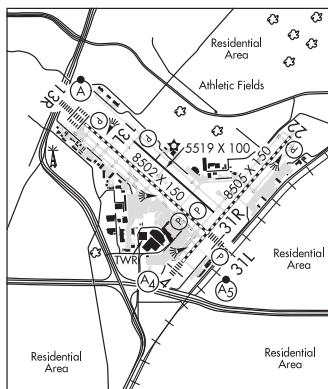 Residential
Area
Athletic Fields
A
13R
13L
P
P
5519 X 100
22
8502 X 150
8505 X 150
P
R
P
31R
31L
P
TWR
A4
4
A5
Residential
Area
Residential
Area
Residential
Area